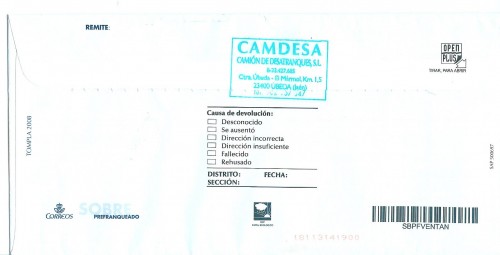 REMITE:
CAMDESA
CAMIÓN DE DESATRANQUES, S.L.
Ctra. Úbeda - B Mármol, Km. 1,5
23400 UBEDA (Jaén)
OPEN
PLUS
TIRAR, PARA ABRIR
Causa de devolución:
Desconocido
Se ausentó
Dirección incorrecta
Dirección insuficiente
Fallecido
Rehusado
DISTRITO: FECHA:
SECCIÓN:
TOMPLA 2008
CORREOS
SOBRE
PREFRANQUEADO
SBPFVENTAN